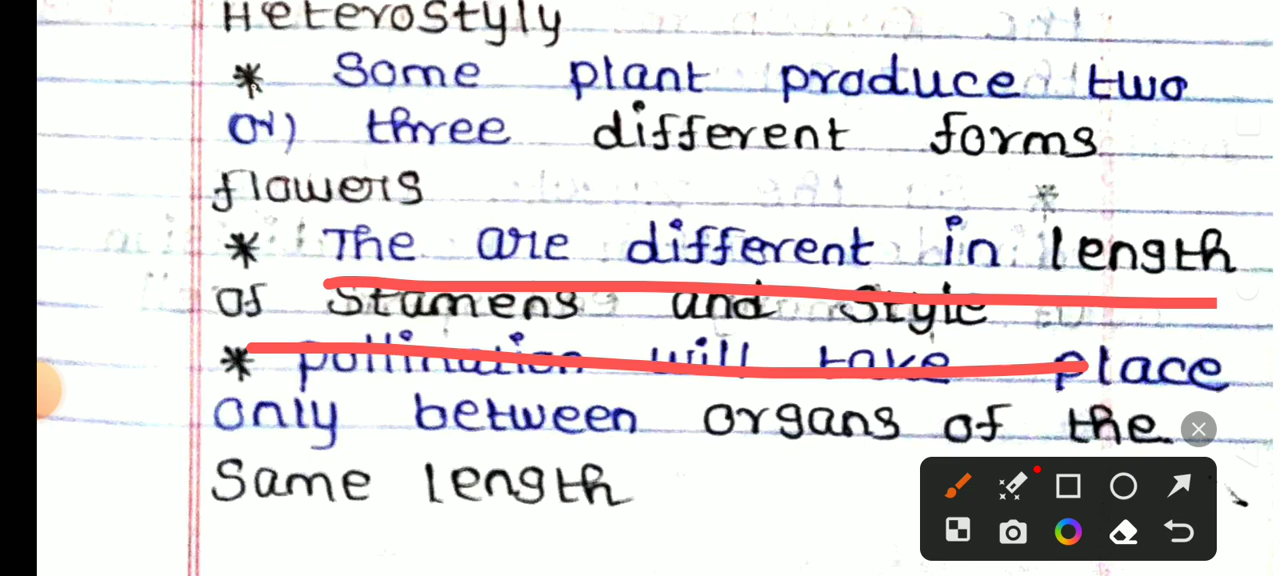 Heterostyly
* Some plant produce two
or) three different forms
flowers
* The are different in length
of stamens and style
* pollination will take place
only between organs of the
same length